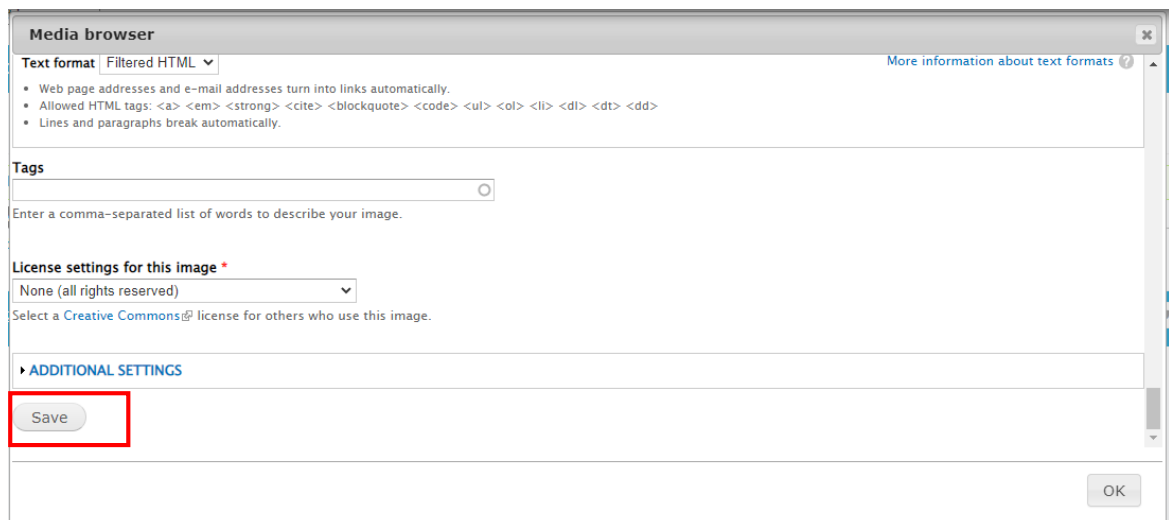 Media browser
Text format Filtered HTML More information about text formats ?
Web page addresses and e-mail addresses turn into links automatically.
Allowed HTML tags: <a> <em> <strong> <cite> <blockquote> <code> <ul> <ol> <li> <dl> <dt> <dd>
Lines and paragraphs break automatically.
Tags
Enter a comma-separated list of words to describe your image.
License settings for this image *
None (all rights reserved)
Select a Creative Commons license for others who use this image.
ADDITIONAL SETTINGS
Save
OK